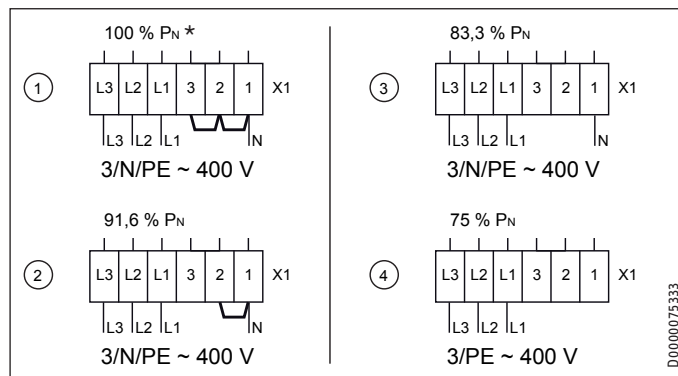 100 % PN *
1
L3 L2 L1 3 2 1 X1
L3 L2 L1 N
3/N/PE ~ 400 V
91,6 % PN
2
L3 L2 L1 3 2 1 X1
L3 L2 L1 N
3/N/PE ~ 400 V
83,3 % PN
3
L3 L2 L1 3 2 1 X1
L3 L2 L1 N
3/N/PE ~ 400 V
75 % PN
4
L3 L2 L1 3 2 1 X1
L3 L2 L1
3/PE ~ 400 V
D0000075333